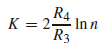 K = 2 R4/R3 ln n